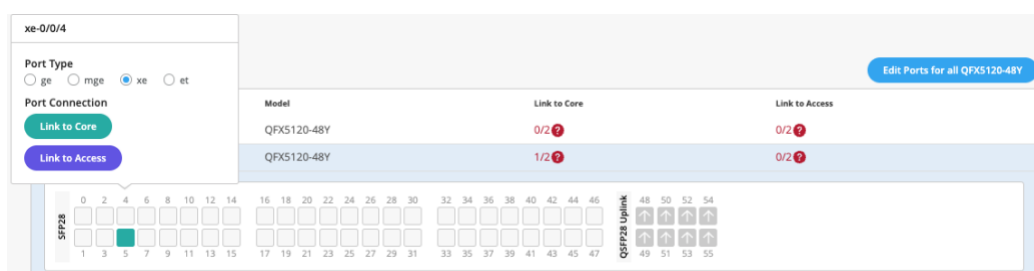 xe-0/0/4
Port Type
ge mge xe et
Port Connection
Link to Core
Link to Access
Edit Ports for all QFX5120-48Y
Model Link to Core Link to Access
QFX5120-48Y 0/2 ? 0/2 ?
QFX5120-48Y 1/2 ? 0/2 ?
SFP28
0 2 4 6 8 10 12 14 16 18 20 22 24 26 28 30 32 34 36 38 40 42 44 46
1 3 5 7 9 11 13 15 17 19 21 23 25 27 29 31 33 35 37 39 41 43 45 47
QSFP28 Uplink
48 50 52 54
49 51 53 55